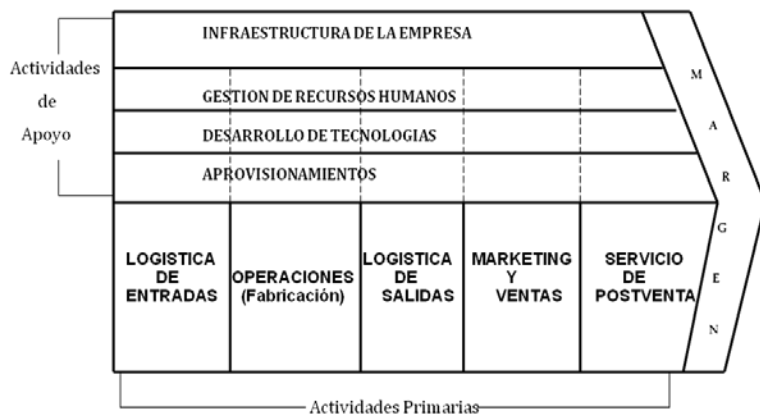 INFRAESTRUCTURA DE LA EMPRESA
Actividades
de
Apoyo
GESTION DE RECURSOS HUMANOS
DESARROLLO DE TECNOLOGIAS
APROVISIONAMIENTOS
MARGEN
LOGISTICA
DE
ENTRADAS
OPERACIONES
(Fabricación)
LOGISTICA
DE
SALIDAS
MARKETING
Y
VENTAS
SERVICIO
DE
POSTVENTA
Actividades Primarias